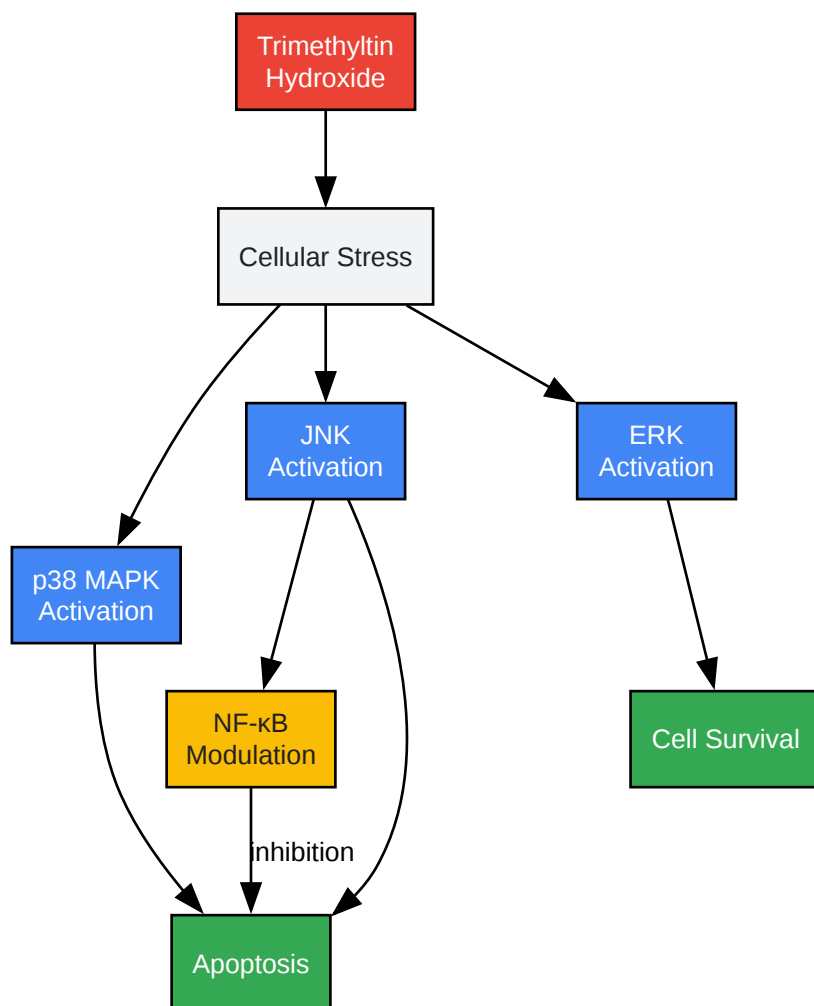 Trimethyltin
Hydroxide
Cellular Stress
JNK
Activation
ERK
Activation
p38 MAPK
Activation
NF-κB
Modulation
Cell Survival
inhibition
Apoptosis